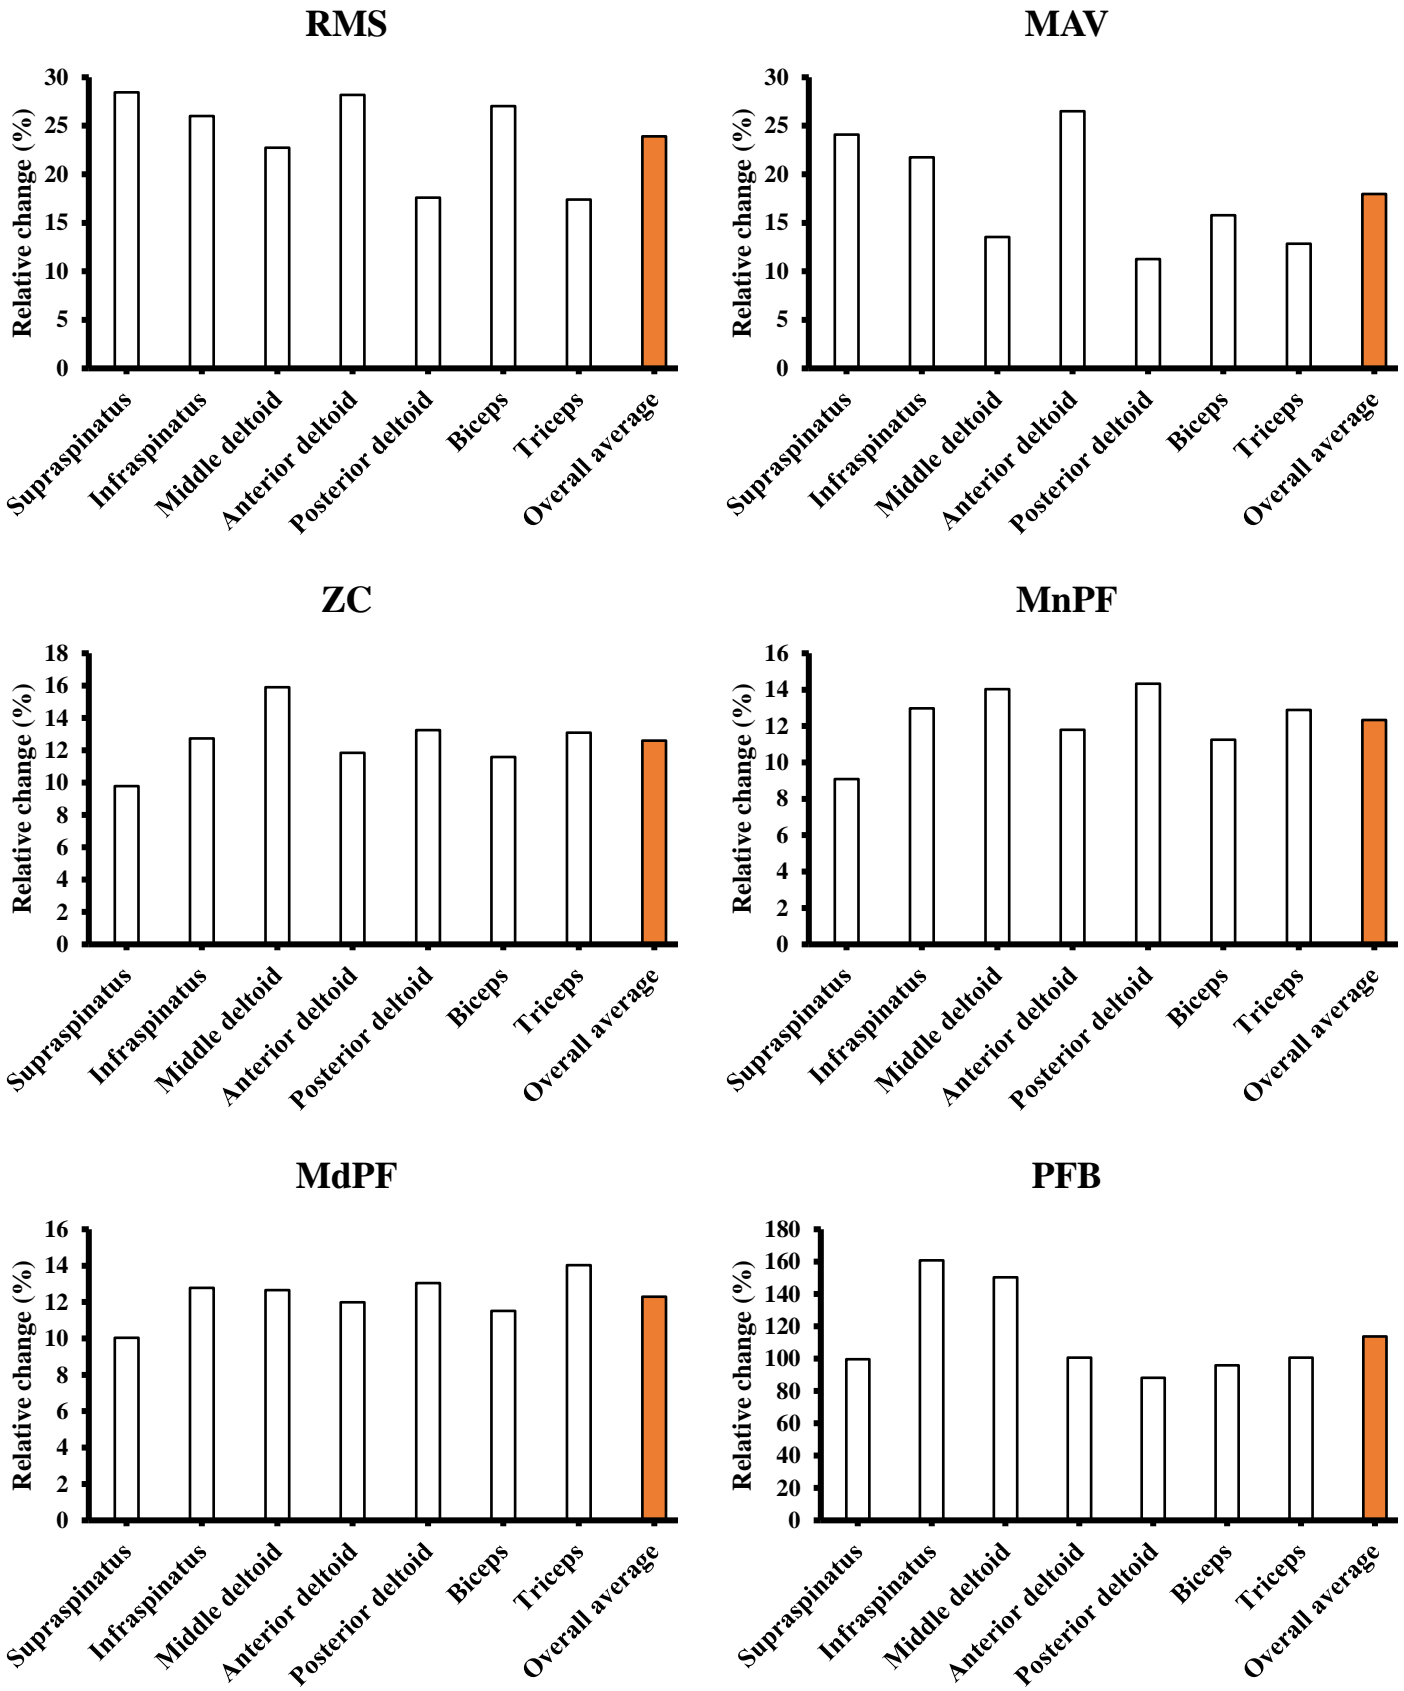 RMS
Relative change (%)
30
25
20
15
10
5
0
Supraspinatus
Infraspinatus
Middle deltoid
Anterior deltoid
Posterior deltoid
Biceps
Triceps
Overall average
MAV
Relative change (%)
30
25
20
15
10
5
0
Supraspinatus
Infraspinatus
Middle deltoid
Anterior deltoid
Posterior deltoid
Biceps
Triceps
Overall average
ZC
Relative change (%)
18
16
14
12
10
8
6
4
2
0
Supraspinatus
Infraspinatus
Middle deltoid
Anterior deltoid
Posterior deltoid
Biceps
Triceps
Overall average
MnPF
Relative change (%)
16
14
12
10
8
6
4
2
0
Supraspinatus
Infraspinatus
Middle deltoid
Anterior deltoid
Posterior deltoid
Biceps
Triceps
Overall average
MdPF
Relative change (%)
16
14
12
10
8
6
4
2
0
Supraspinatus
Infraspinatus
Middle deltoid
Anterior deltoid
Posterior deltoid
Biceps
Triceps
Overall average
PFB
Relative change (%)
180
160
140
120
100
80
60
40
20
0
Supraspinatus
Infraspinatus
Middle deltoid
Anterior deltoid
Posterior deltoid
Biceps
Triceps
Overall average